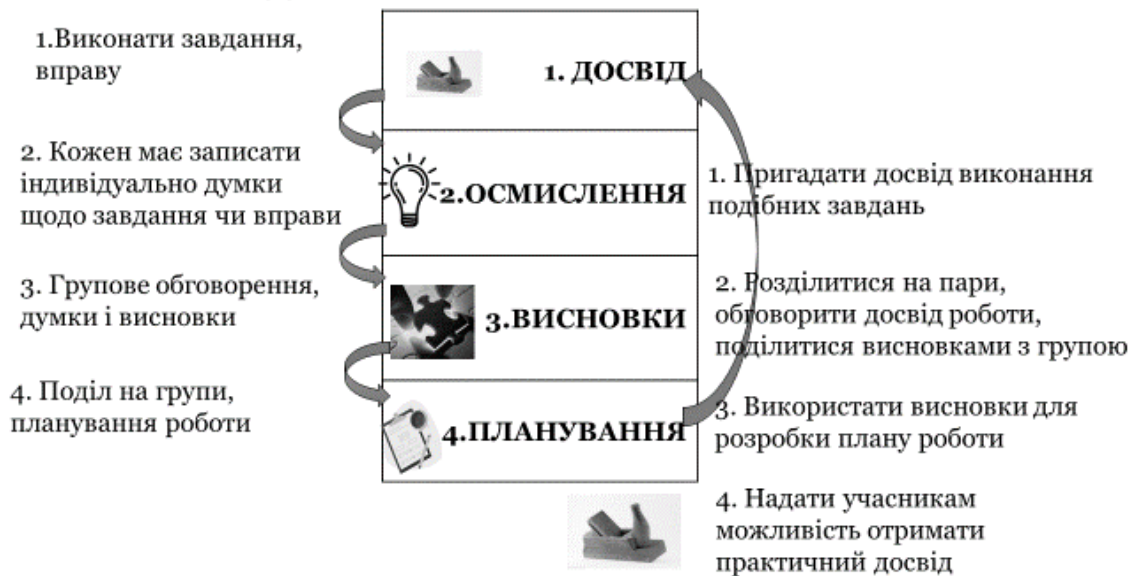 1.Виконати завдання,
вправу
2. Кожен має записати
індивідуально думки
щодо завдання чи вправи
3. Групове обговорення,
думки і висновки
4. Поділ на групи,
планування роботи
1. ДОСВІД
2.ОСМИСЛЕННЯ
3.ВИСНОВКИ
4.ПЛАНУВАННЯ
1. Пригадати досвід виконання
подібних завдань
2. Розділитися на пари,
обговорити досвід роботи,
поділитися висновками з групою
3. Використати висновки для
розробки плану роботи
4. Надати учасникам
можливість отримати
практичний досвід